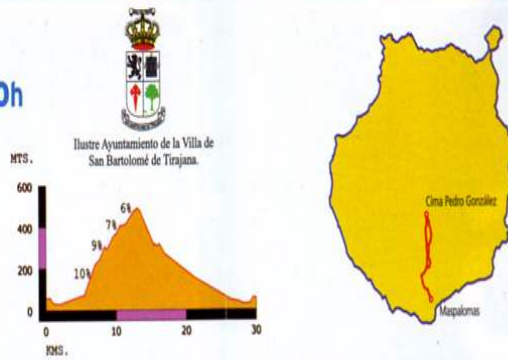 0h
Ilustre Ayuntamiento de la Villa de
San Bartolomé de Tirajana.
MTS.
600
6%
7%
400
9%
200
10%
0
0
10
20
30
KMS.
Cima Pedro González
Maspalomas